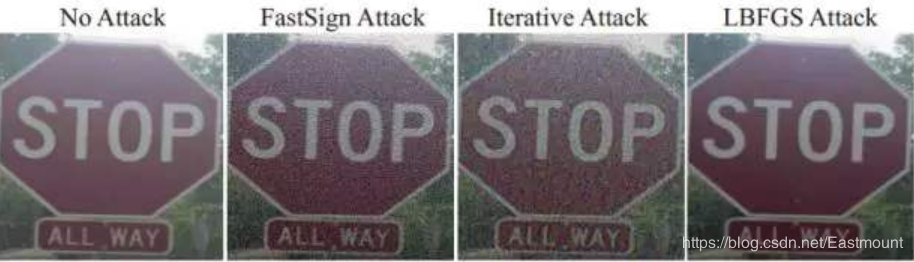 No Attack
FastSign Attack
Iterative Attack
LBFGS Attack
STOP
STOP
STOP
STOP
ALL WAY
ALL WAY
ALL WAY
ALL WAY
https://blog.csdn.net/Eastmount